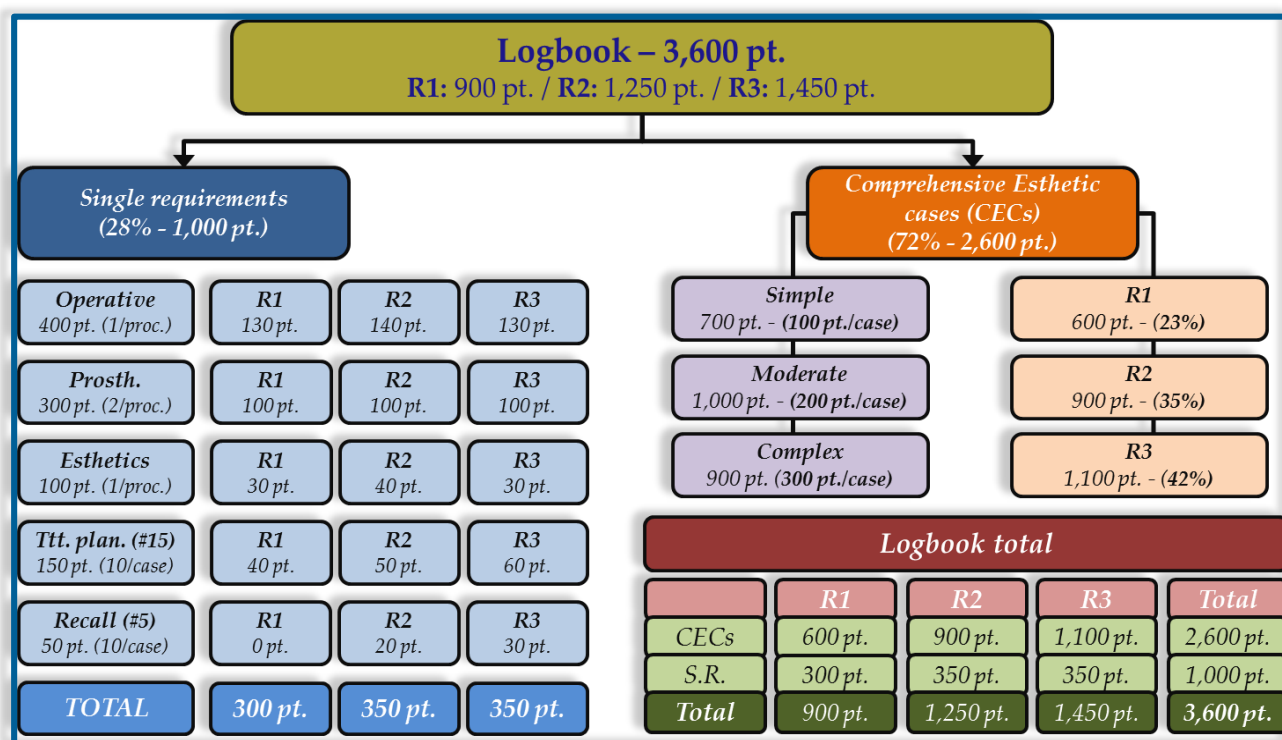 Logbook – 3,600 pt.
R1: 900 pt. / R2: 1,250 pt. / R3: 1,450 pt.
Single requirements
(28% - 1,000 pt.)
Comprehensive Esthetic
cases (CECs)
(72% - 2,600 pt.)
Operative
400 pt. (1/proc.)
R1
130 pt.
R2
140 pt.
R3
130 pt.
Prosth.
300 pt. (2/proc.)
R1
100 pt.
R2
100 pt.
R3
100 pt.
Esthetics
100 pt. (1/proc.)
R1
30 pt.
R2
40 pt.
R3
30 pt.
Ttt. plan. (#15)
150 pt. (10/case)
R1
40 pt.
R2
50 pt.
R3
60 pt.
Recall (#5)
50 pt. (10/case)
R1
0 pt.
R2
20 pt.
R3
30 pt.
TOTAL
300 pt.
350 pt.
350 pt.
Simple
700 pt. - (100 pt./case)
Moderate
1,000 pt. - (200 pt./case)
Complex
900 pt. (300 pt./case)
R1
600 pt. - (23%)
R2
900 pt. - (35%)
R3
1,100 pt. - (42%)
Logbook total
R1 R2 R3 Total
CECs 600 pt. 900 pt. 1,100 pt. 2,600 pt.
S.R. 300 pt. 350 pt. 350 pt. 1,000 pt.
Total 900 pt. 1,250 pt. 1,450 pt. 3,600 pt.